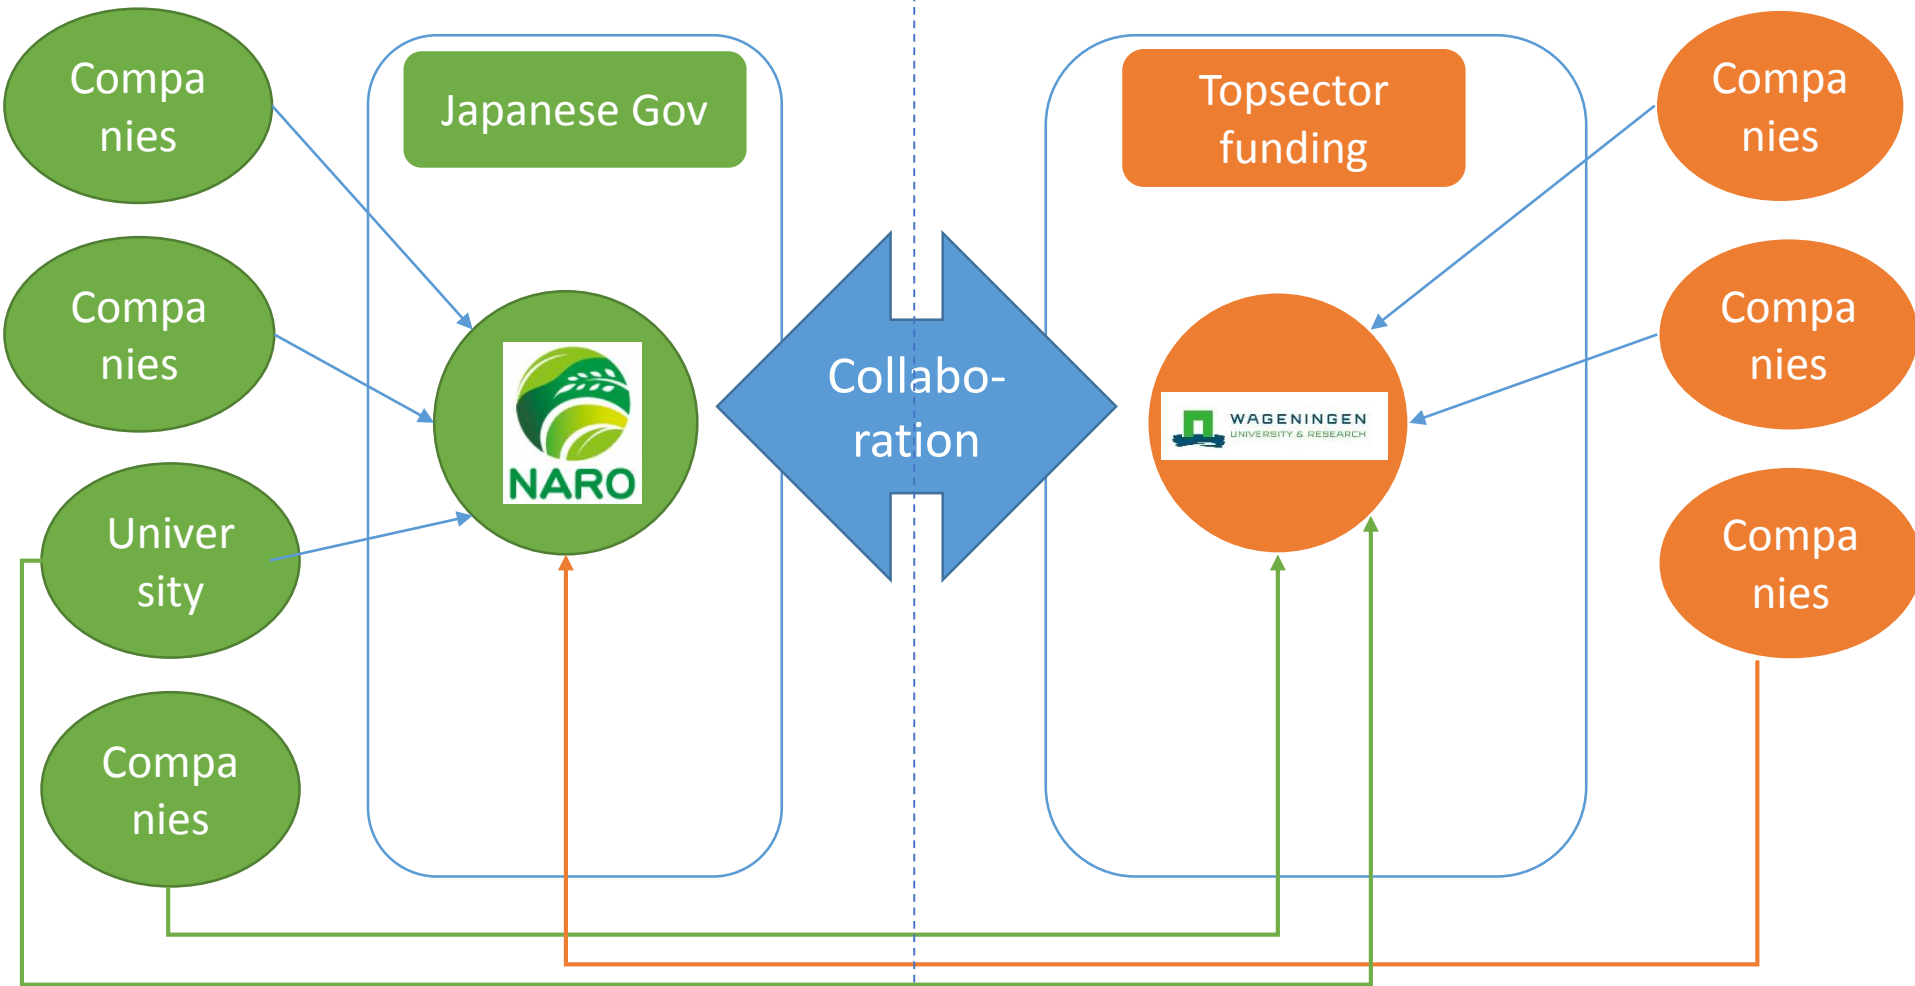 Compa
nies
Japanese Gov
Topsector
funding
Compa
nies
Compa
nies
NARO
Collabo-
ration
WAGENINGEN
UNIVERSITY & RESEARCH
Compa
nies
Univer
sity
Compa
nies
Compa
nies